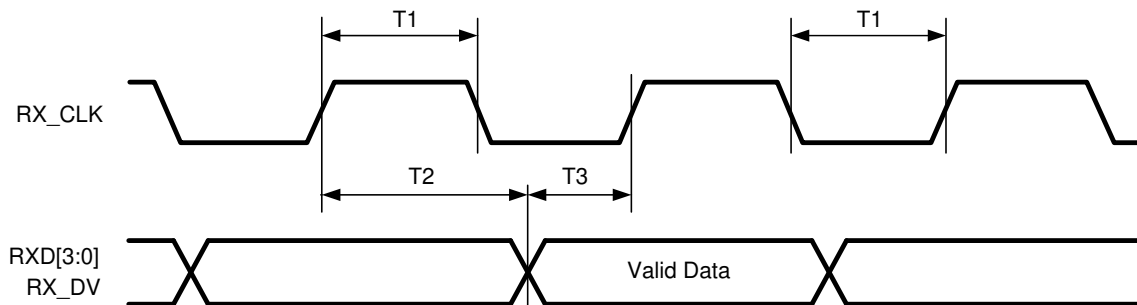 T1
T1
RX_CLK
T2
T3
RXD[3:0]
RX_DV
Valid Data